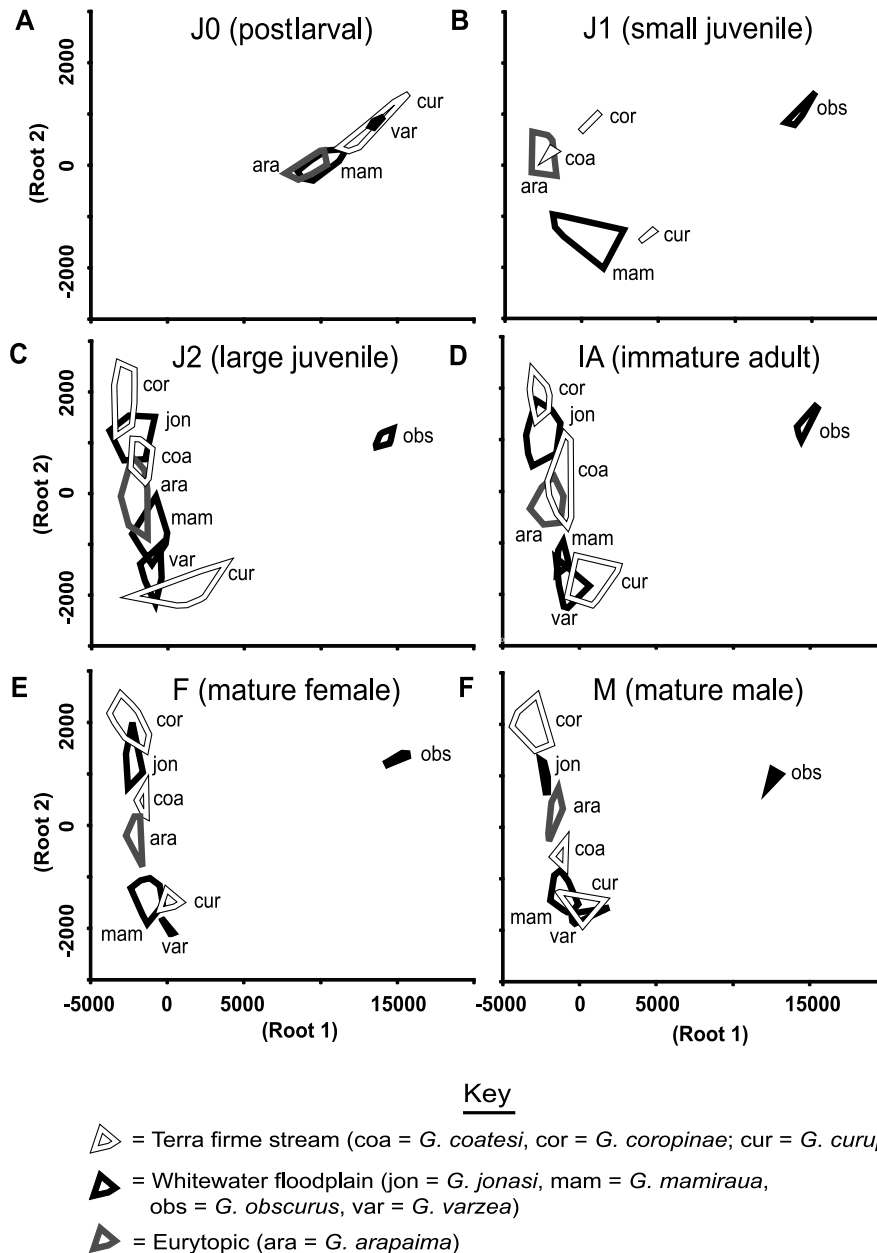 A
J0 (postlarval)
2000
0
-2000
(Root 2)
cur
var
ara
mam
B
J1 (small juvenile)
obs
cor
coa
ara
cur
mam
C
J2 (large juvenile)
2000
0
-2000
(Root 2)
cor
jon
coa
ara
mam
var
cur
obs
D
IA (immature adult)
cor
jon
coa
ara
mam
var
cur
obs
E
F (mature female)
2000
0
-2000
(Root 2)
cor
jon
coa
ara
mam
cur
var
obs
-5000 0 5000 15000
(Root 1)
F
M (mature male)
cor
jon
ara
coa
cur
mam
var
obs
-5000 0 5000 15000
(Root 1)
Key
= Terra firme stream (coa = G. coatesi, cor = G. coropinae; cur = G. curup
= Whitewater floodplain (jon = G. jonasi, mam = G. mamiraua,
obs = G. obscurus, var = G. varzea)
= Eurytopic (ara = G. arapaima)